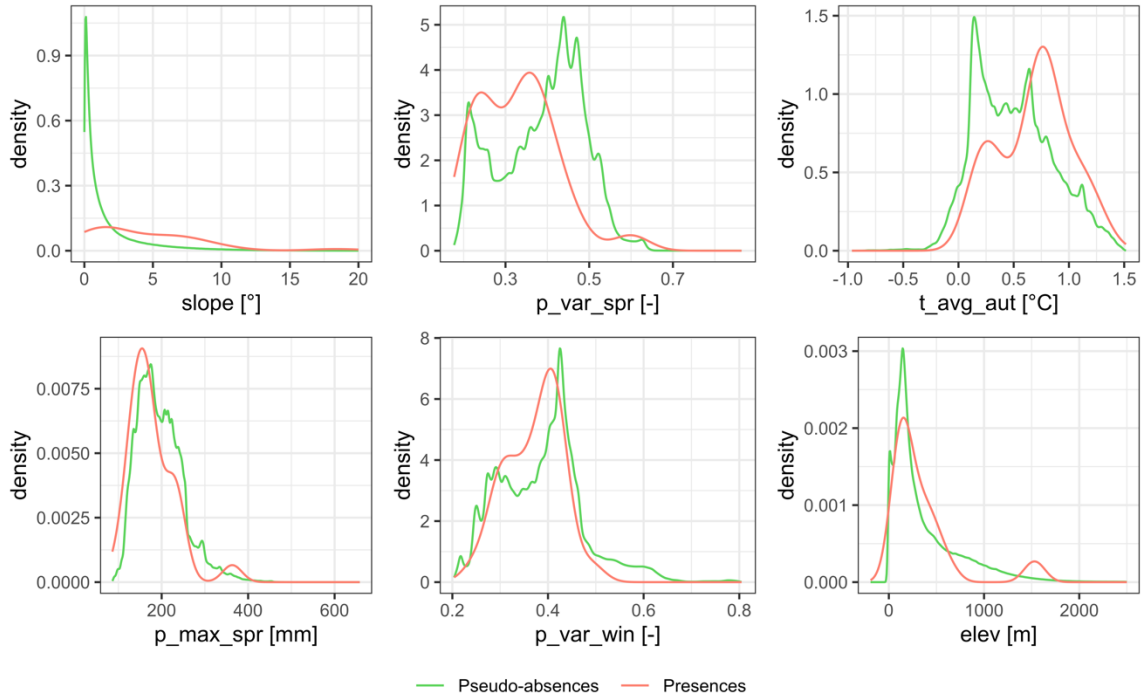 density
0.9
0.6
0.3
0.0
0 5 10 15 20
slope [°]
density
5
4
3
2
1
0
0.3 0.5 0.7
p_var_spr [-]
density
1.5
1.0
0.5
0.0
-1.0 -0.5 0.0 0.5 1.0 1.5
t_avg_aut [°C]
density
0.0075
0.0050
0.0025
0.0000
200 400 600
p_max_spr [mm]
density
8
6
4
2
0
0.2 0.4 0.6 0.8
p_var_win [-]
density
0.003
0.002
0.001
0.000
0 1000 2000
elev [m]
Pseudo-absences Presences